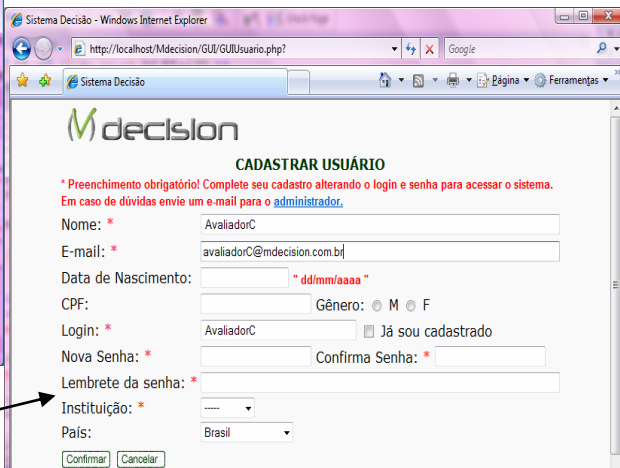 Sistema Decisão - Windows Internet Explorer
http://localhost/Mdecision/GUI/GUIUsuario.php?
Google
Sistema Decisão
Página
Ferramentas
Mdecision
CADASTRAR USUÁRIO
* Preenchimento obrigatório! Complete seu cadastro alterando o login e senha para acessar o sistema.
Em caso de dúvidas envie um e-mail para o administrador.
Nome: * AvaliadorC
E-mail: * avaliadorC@mdecision.com.br
Data de Nascimento: " dd/mm/aaaa "
CPF: Gênero: M F
Login: * AvaliadorC Já sou cadastrado
Nova Senha: * Confirma Senha: *
Lembrete da senha: *
Instituição: * -----
País: Brasil
Confirmar Cancelar